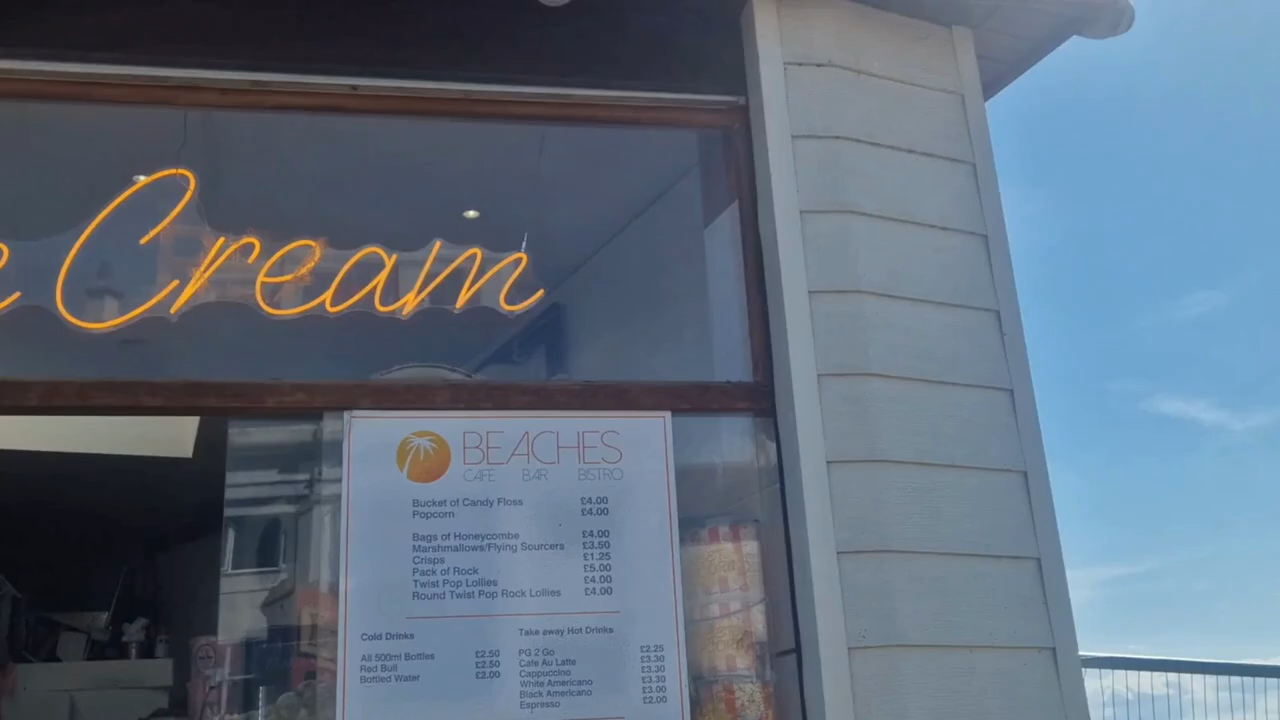 Cream
BEACHES
CAFE BAR BISTRO
Bucket of Candy Floss £4.00
Popcorn £4.00
Bags of Honeycombe £4.00
Marshmallows/Flying Sourcers £3.50
Crisps £1.25
Pack of Rock £5.00
Twist Pop Lollies £4.00
Round Twist Pop Rock Lollies £4.00
Cold Drinks
All 500ml Bottles £2.50
Red Bull £2.50
Bottled Water £2.00
Take away Hot Drinks
PG 2 Go £2.25
Cafe Au Latte £3.30
Cappuccino £3.30
White Americano £3.30
Black Americano £3.00
Espresso £2.00